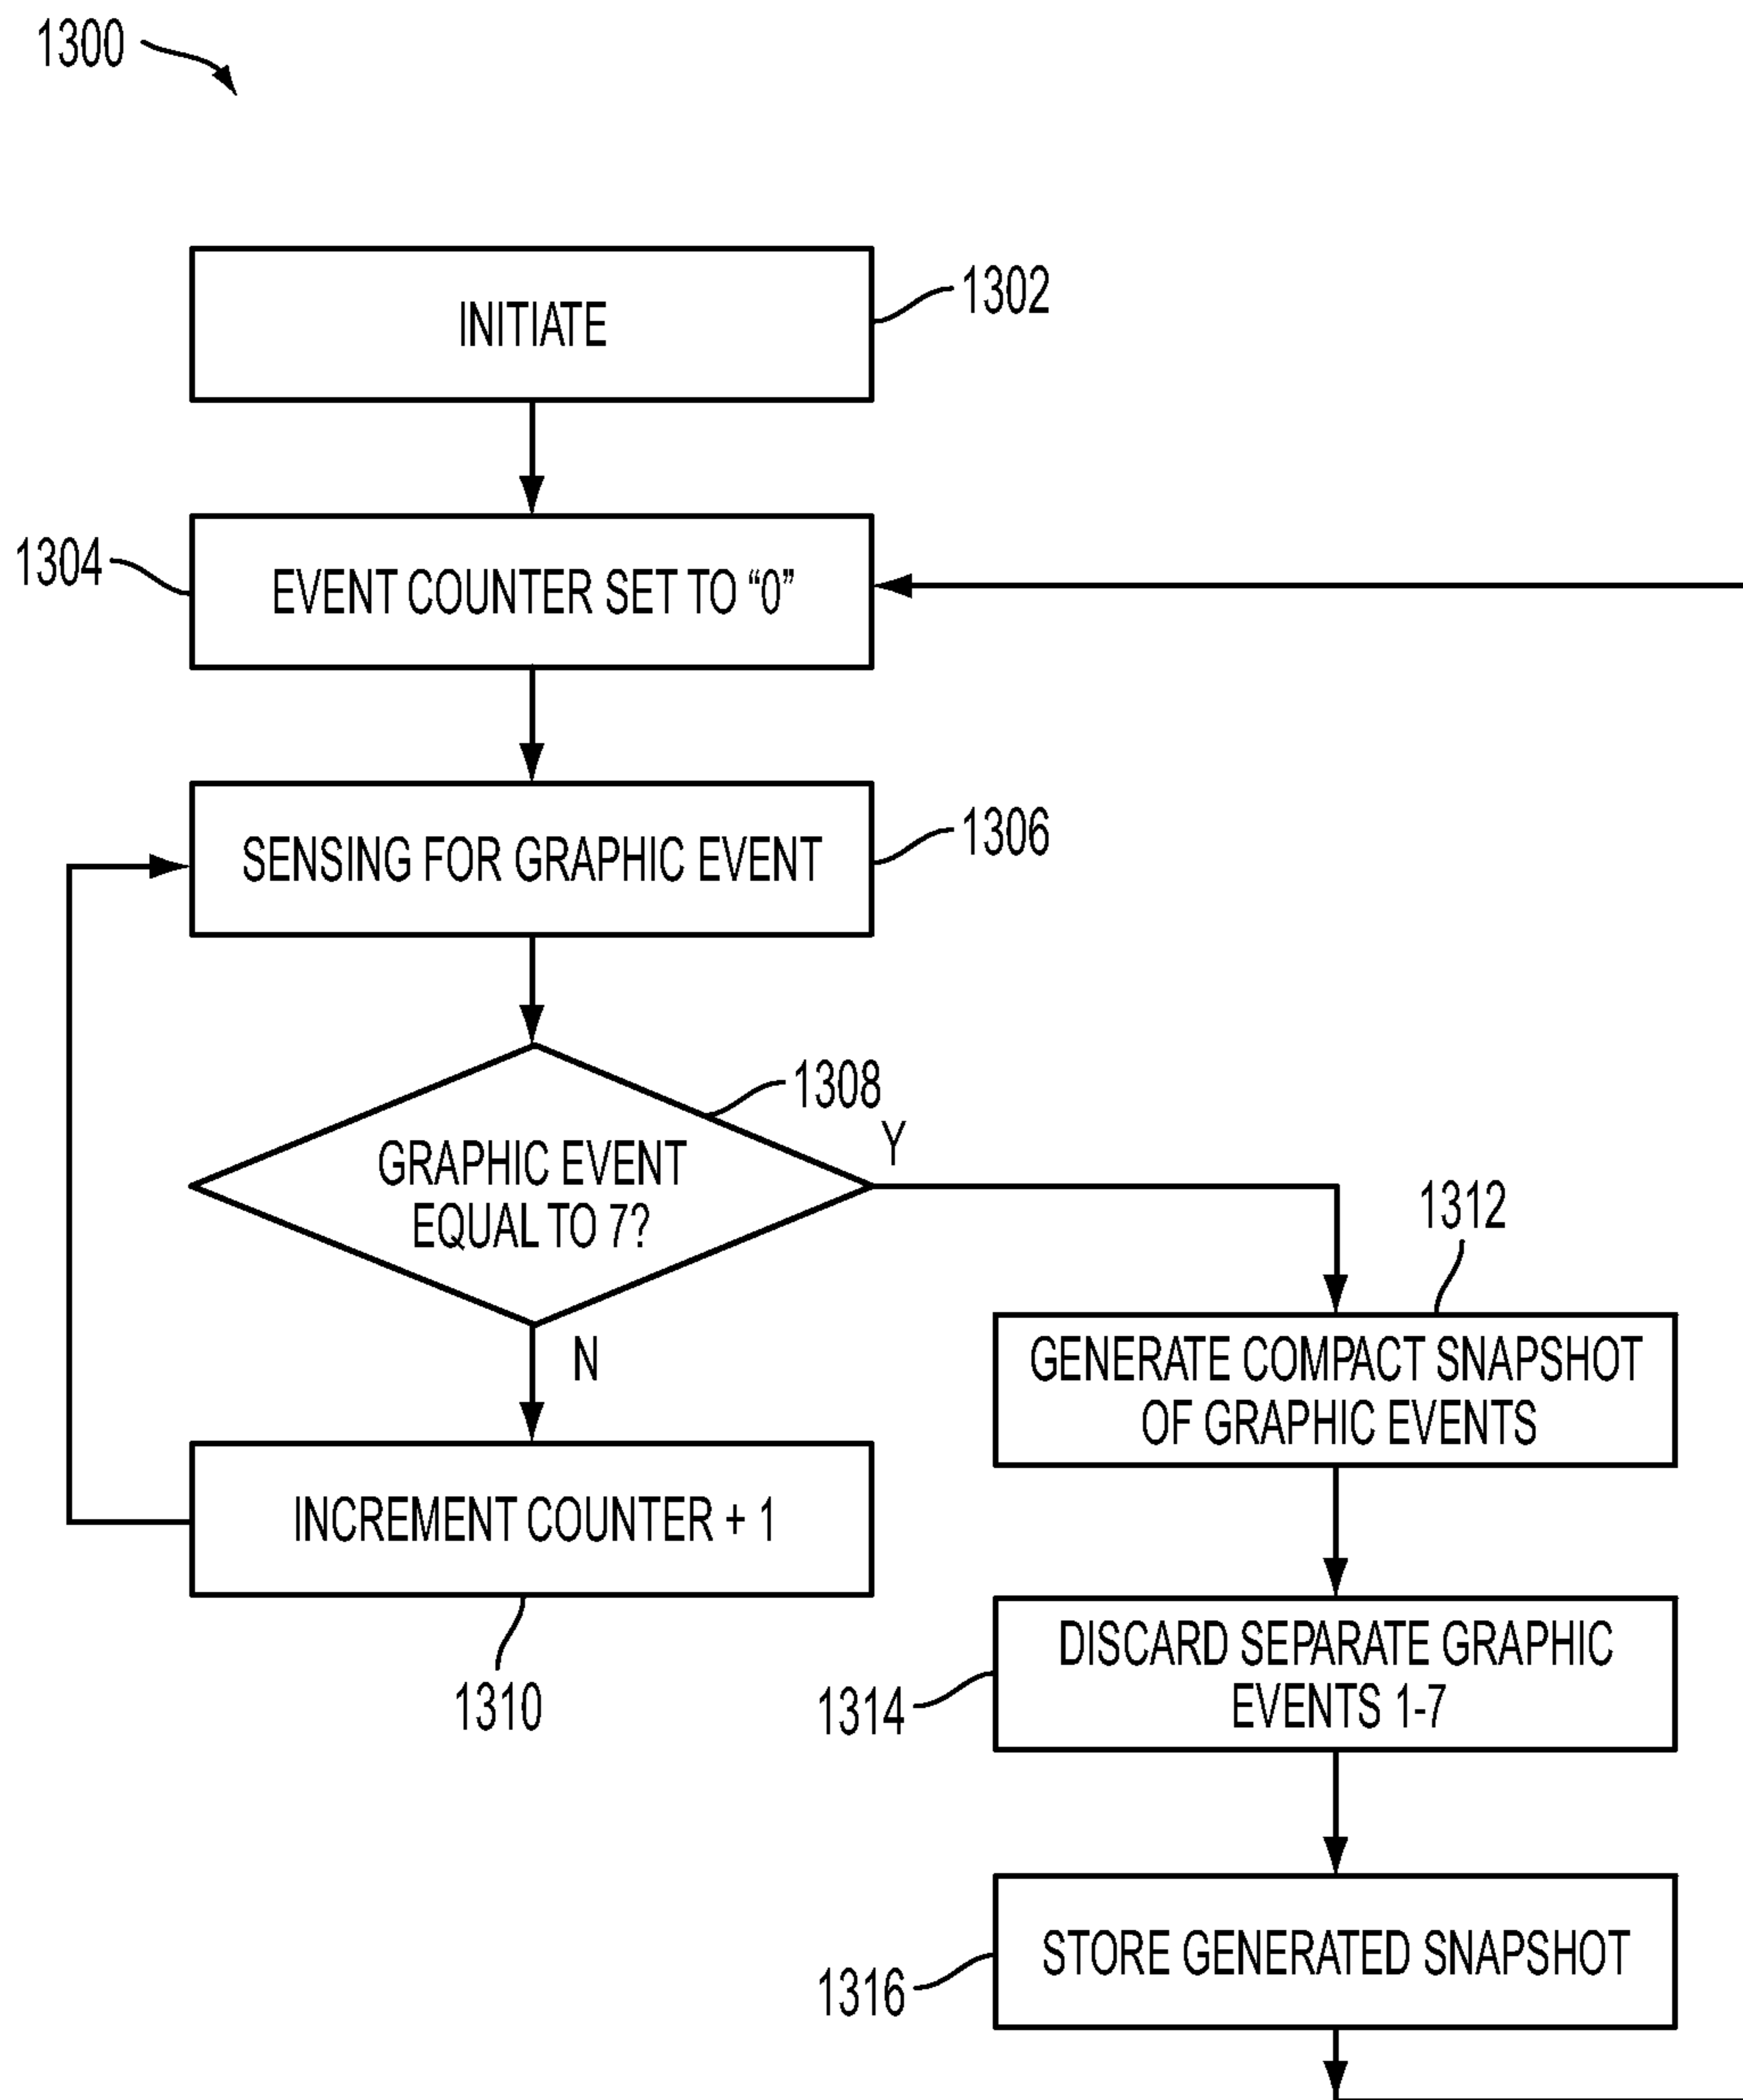 1300
INITIATE
1302
1304
EVENT COUNTER SET TO “0”
SENSING FOR GRAPHIC EVENT
1306
1308
GRAPHIC EVENT
EQUAL TO 7?
Y
N
INCREMENT COUNTER + 1
1310
1312
GENERATE COMPACT SNAPSHOT
OF GRAPHIC EVENTS
DISCARD SEPARATE GRAPHIC
EVENTS 1-7
1314
STORE GENERATED SNAPSHOT
1316